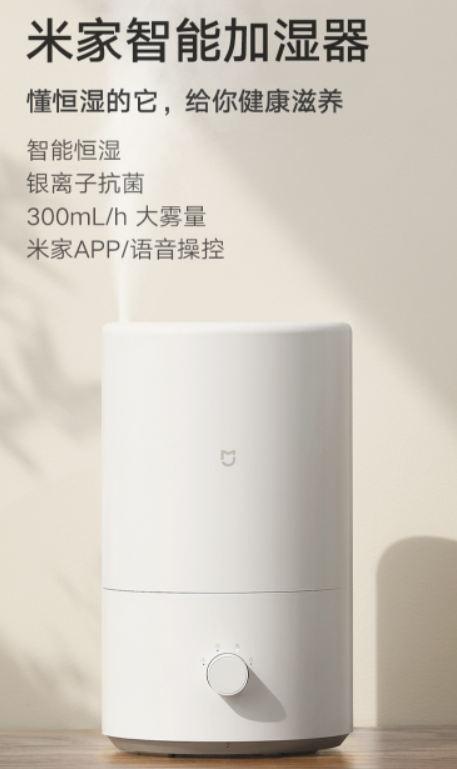 米家智能加湿器
懂恒湿的它，给你健康滋养
智能恒湿
银离子抗菌
300mL/h 大雾量
米家APP/语音操控